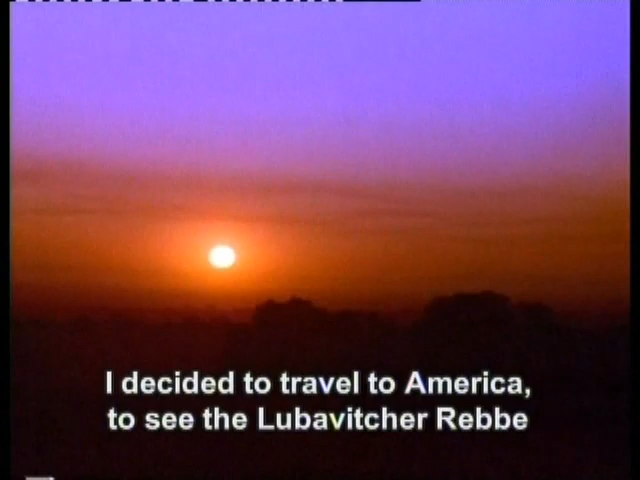 I decided to travel to America,
to see the Lubavitcher Rebbe